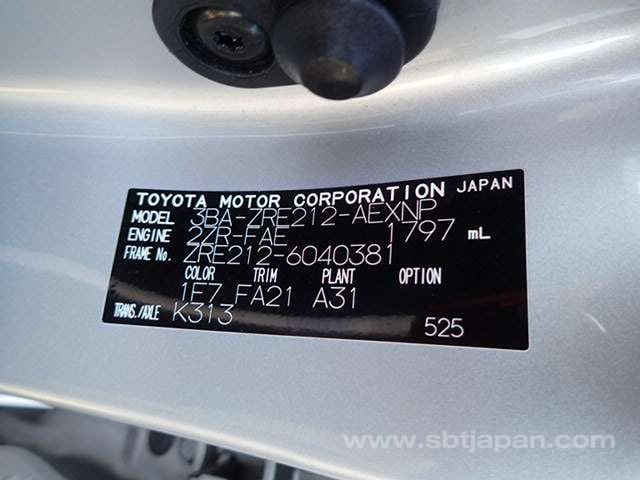 TOYOTA MOTOR CORPORATION JAPAN
MODEL 3BA-ZRE212-AEXNP
ENGINE 2ZR-FAE 1797 mL
FRAME No. ZRE212-6040381
COLOR TRIM PLANT OPTION
1F7 FA21 A31
TRANS./AXLE K313
525
www.sbtjapan.com